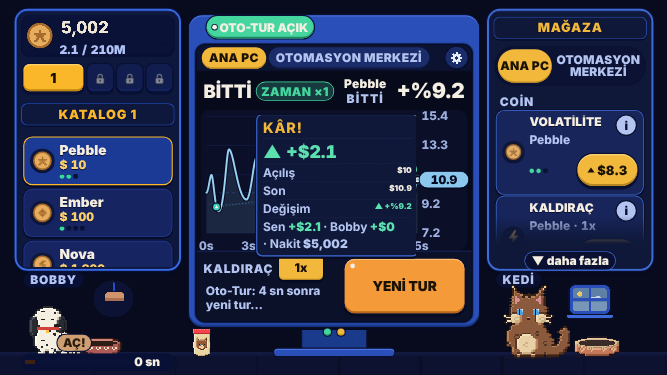 5,002
2.1 / 210M
1
KATALOG 1
Pebble
$ 10
Ember
$ 100
Nova
BOBBY
AÇ!
0 sn
OTO-TUR AÇIK
ANA PC
OTOMASYON MERKEZİ
BİTTİ
ZAMAN ×1
Pebble
BİTTİ
+%9.2
KÂR!
▲ +$2.1
Açılış $10
Son $10.9
Değişim ▲ +%9.2
Sen +$2.1 · Bobby +$0
· Nakit $5,002
15.4
13.3
10.9
9.2
7.2
0s
3s
5s
KALDIRAÇ
1x
Oto-Tur: 4 sn sonra
yeni tur...
YENİ TUR
MAĞAZA
ANA PC
OTOMASYON
MERKEZİ
COİN
VOLATİLİTE
i
Pebble
▲ $8.3
KALDIRAÇ
i
Pebble · 1x
▼ daha fazla
KEDİ